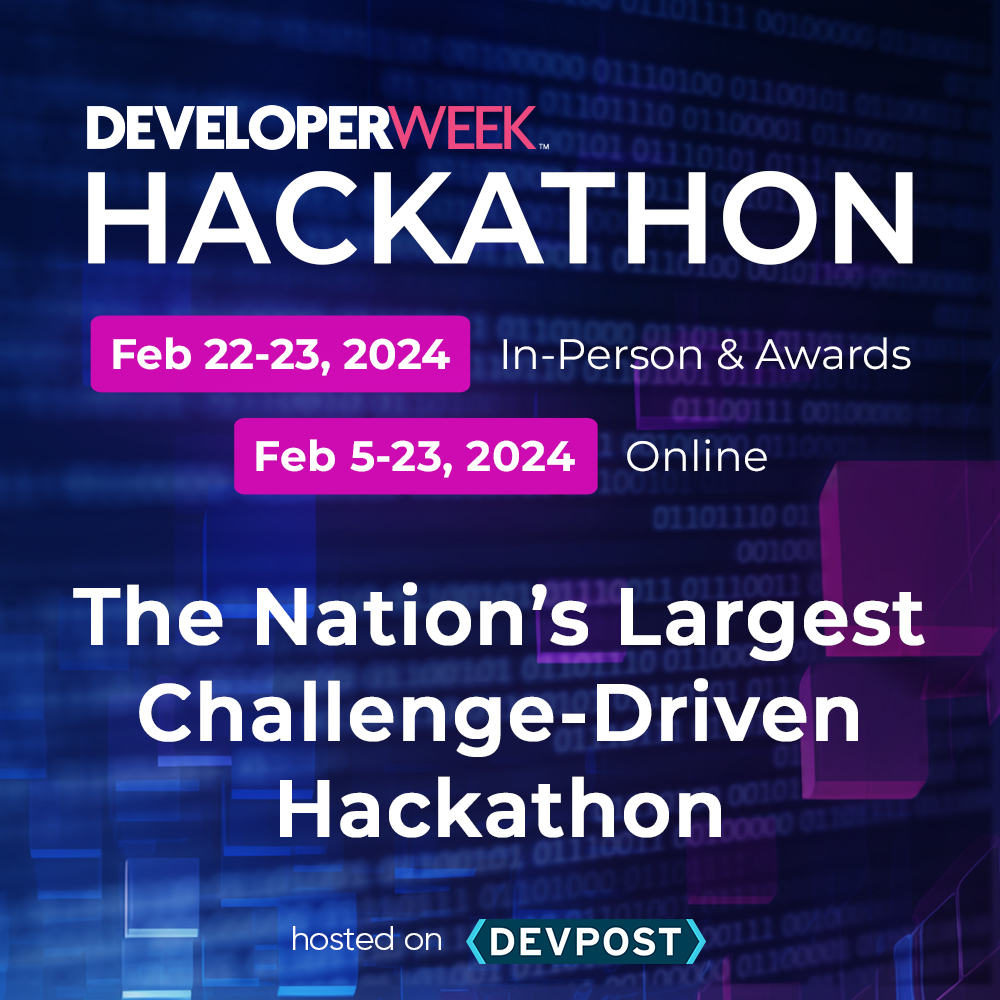 DEVELOPERWEEK™
HACKATHON
Feb 22-23, 2024 In-Person & Awards
Feb 5-23, 2024 Online
The Nation's Largest
Challenge-Driven
Hackathon
hosted on DEVPOST